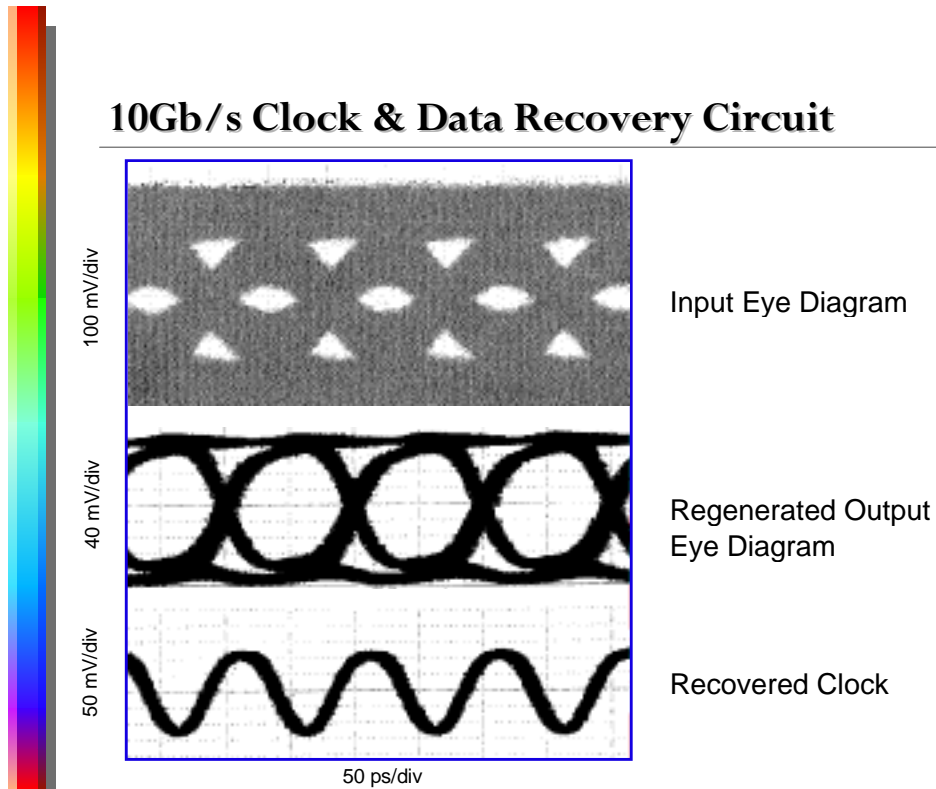 10Gb/s Clock & Data Recovery Circuit
100 mV/div
Input Eye Diagram
40 mV/div
Regenerated Output
Eye Diagram
50 mV/div
Recovered Clock
50 ps/div